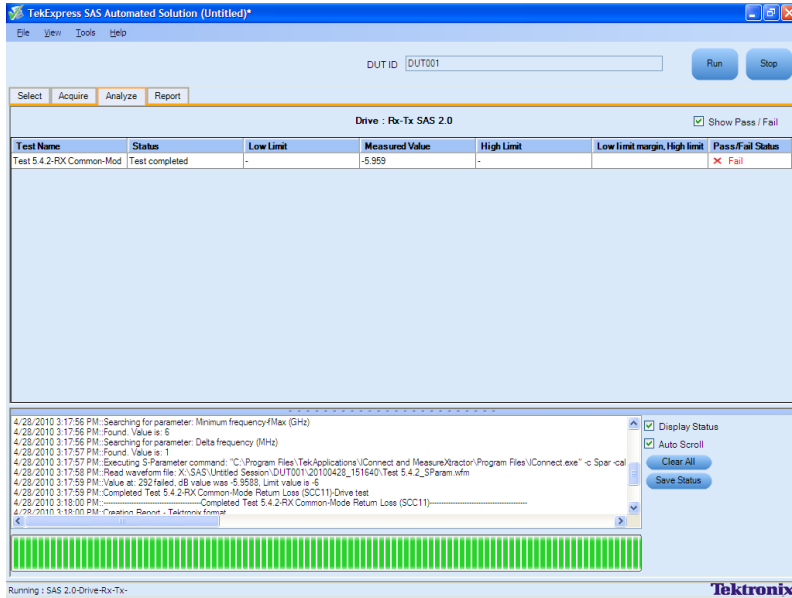 TekExpress SAS Automated Solution (Untitled)*
File View Tools Help
DUT ID DUT001 Run Stop
Select Acquire Analyze Report
Drive : Rx-Tx SAS 2.0 Show Pass / Fail
Test Name Status Low Limit Measured Value High Limit Low limit margin, High limit Pass/Fail Status
Test 5.4.2-RX Common-Mod Test completed - -5.959 - Fail
4/28/2010 3:17:56 PM::Searching for parameter: Minimum frequency-fMax (GHz)
4/28/2010 3:17:56 PM::Found. Value is: 6
4/28/2010 3:17:56 PM::Searching for parameter: Delta frequency (MHz)
4/28/2010 3:17:57 PM::Found. Value is: 1
4/28/2010 3:17:57 PM::Executing S-Parameter command: "C:\Program Files\TekApplications\IConnect and MeasureXtractor\Program Files\IConnect.exe" -c Spar -cal
4/28/2010 3:17:58 PM::Read waveform file: X:\SAS\Untitled Session\DUT001\20100428_151640\Test 5.4.2_SParam.wfm
4/28/2010 3:17:59 PM::Value at: 292 failed, dB value was -5.9588, Limit value is -6
4/28/2010 3:17:59 PM::Completed Test 5.4.2-RX Common-Mode Return Loss (SCC11)-Drive test
4/28/2010 3:18:00 PM::----------------------------------Completed Test 5.4.2-RX Common-Mode Return Loss (SCC11)----------------------------------
4/28/2010 3:18:00 PM::Creating Report - Tektronix format
Display Status
Auto Scroll
Clear All
Save Status
Running : SAS 2.0-Drive-Rx-Tx-
Tektronix